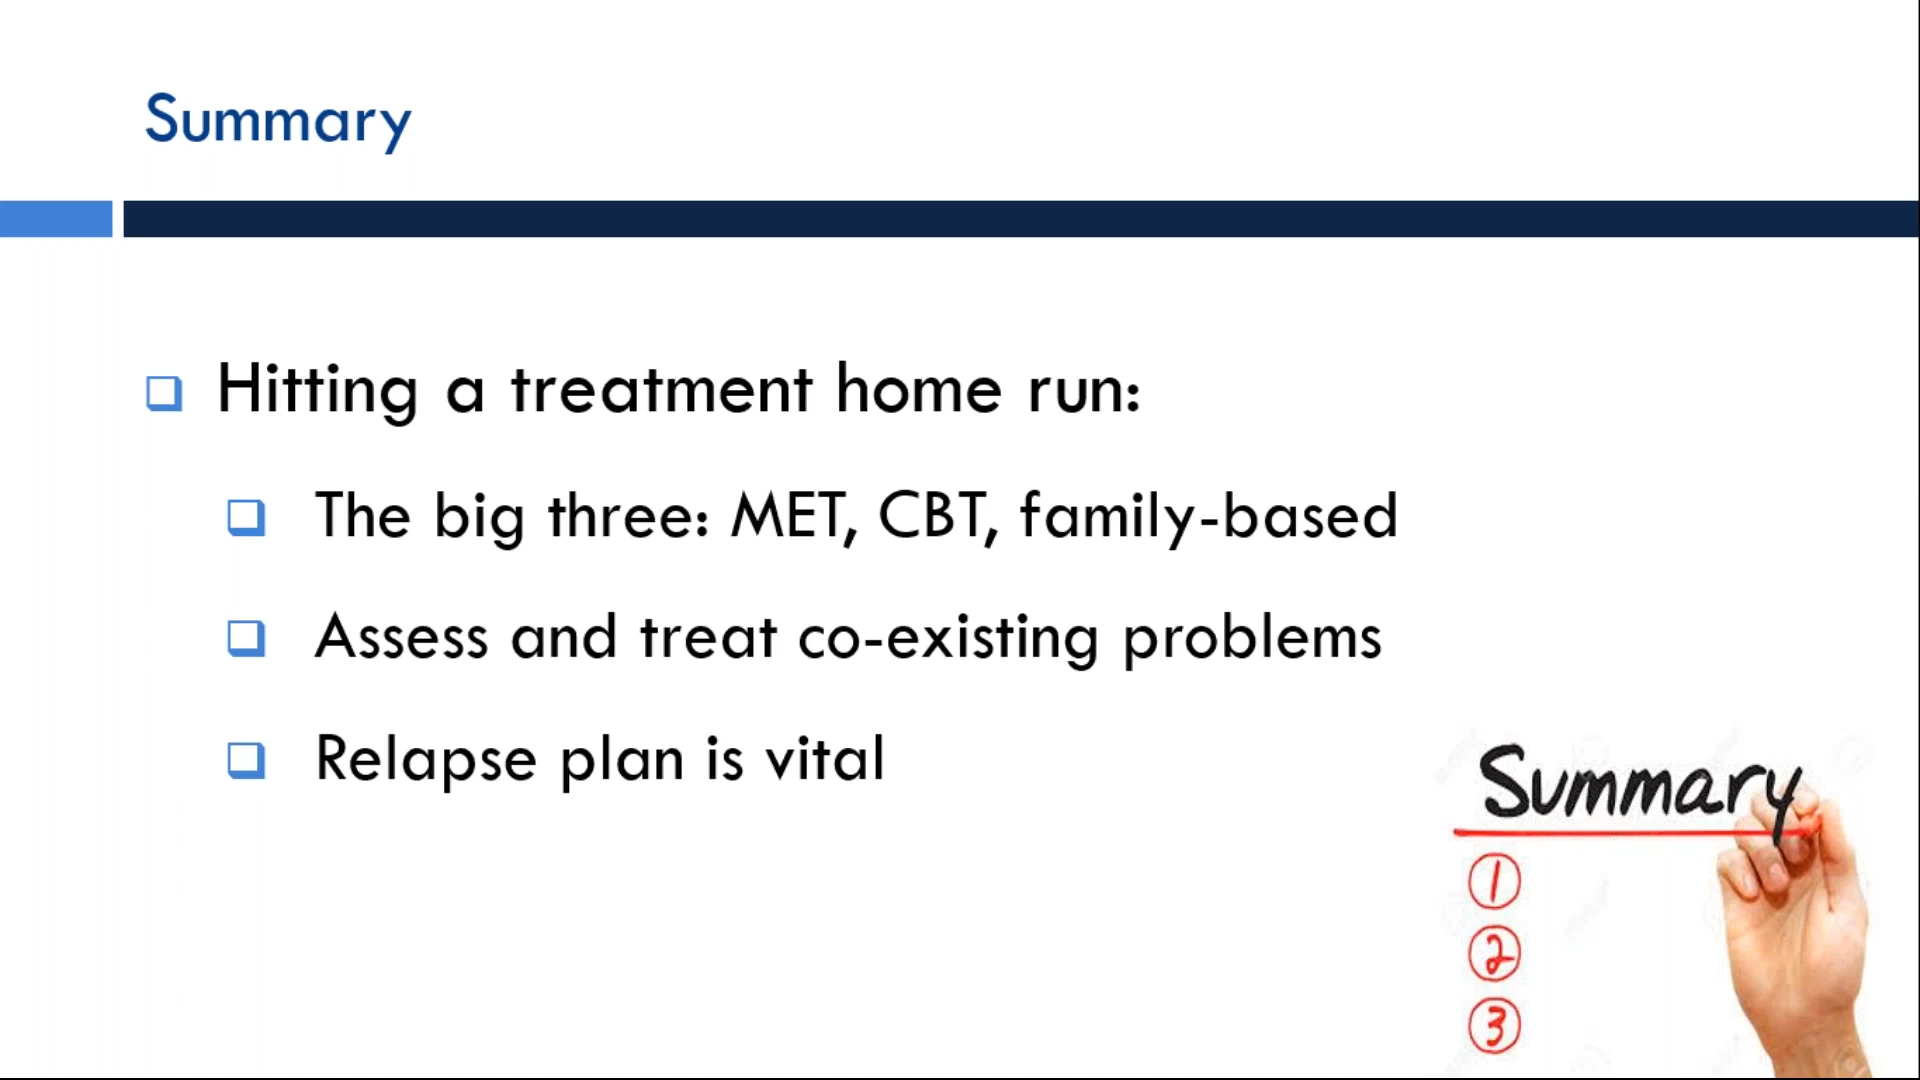 Summary
Hitting a treatment home run:
The big three: MET, CBT, family-based
Assess and treat co-existing problems
Relapse plan is vital
Summary
1
2
3